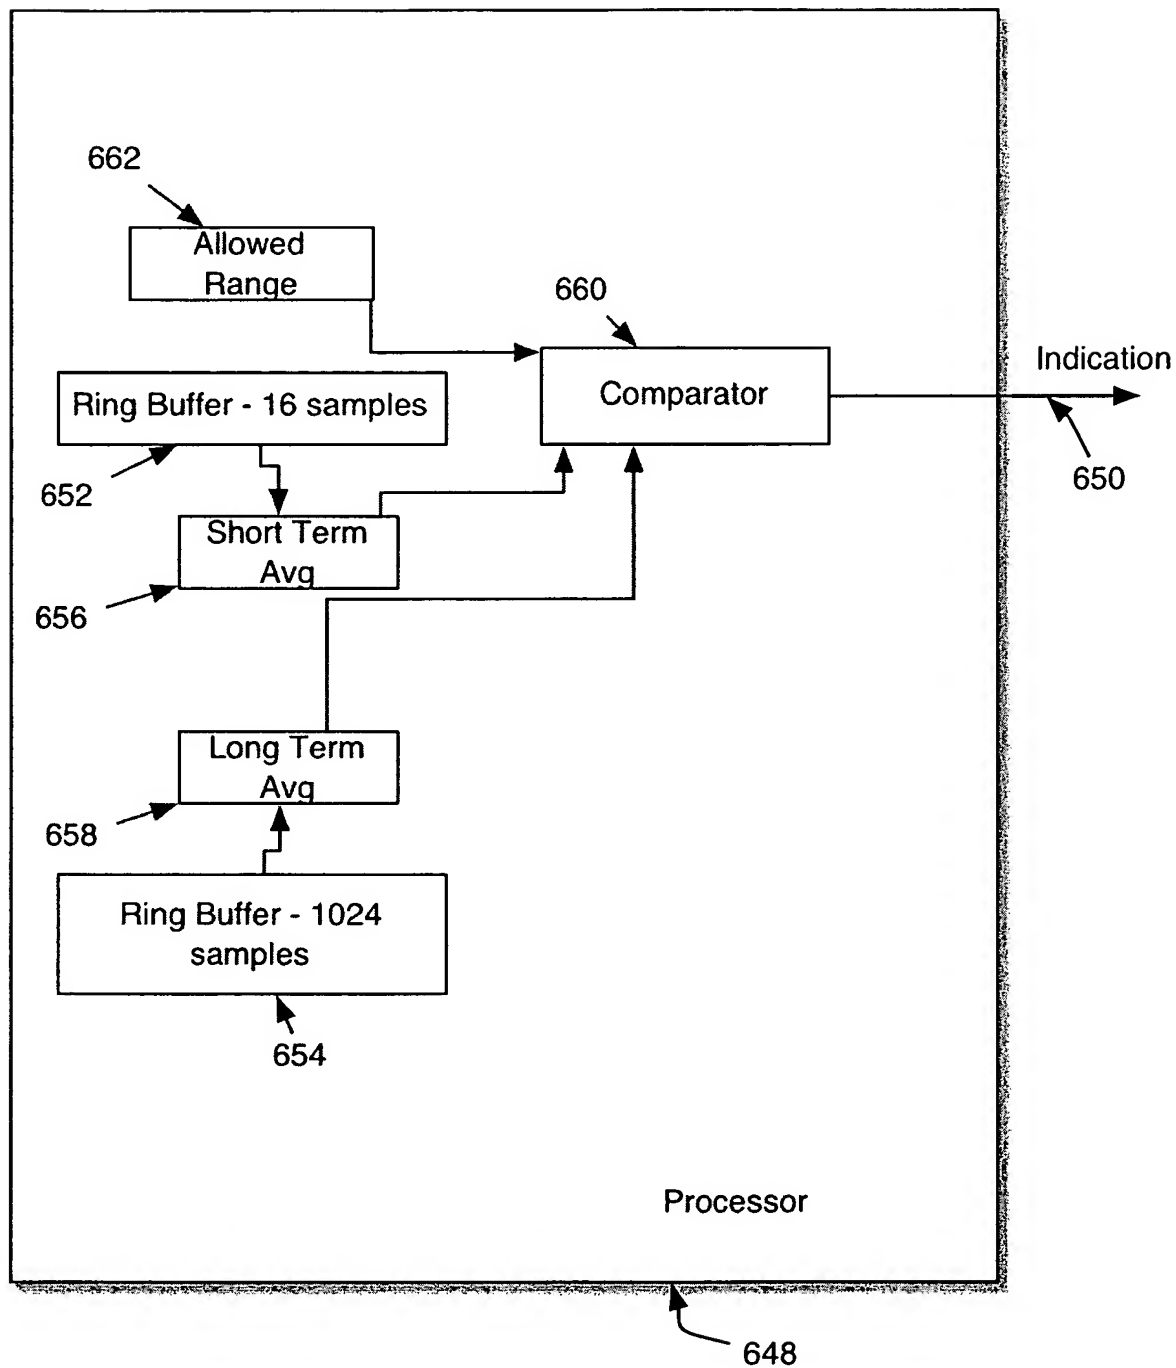 662
Allowed
Range
660
Indication
Comparator
Ring Buffer - 16 samples
650
652
Short Term
Avg
656
Long Term
Avg
658
Ring Buffer - 1024
samples
654
Processor
648